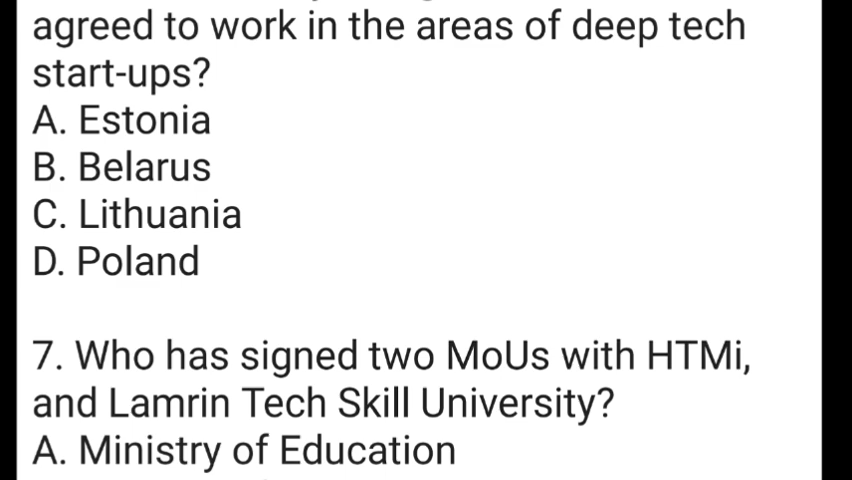 agreed to work in the areas of deep tech
start-ups?
A. Estonia
B. Belarus
C. Lithuania
D. Poland
7. Who has signed two MoUs with HTMi,
and Lamrin Tech Skill University?
A. Ministry of Education